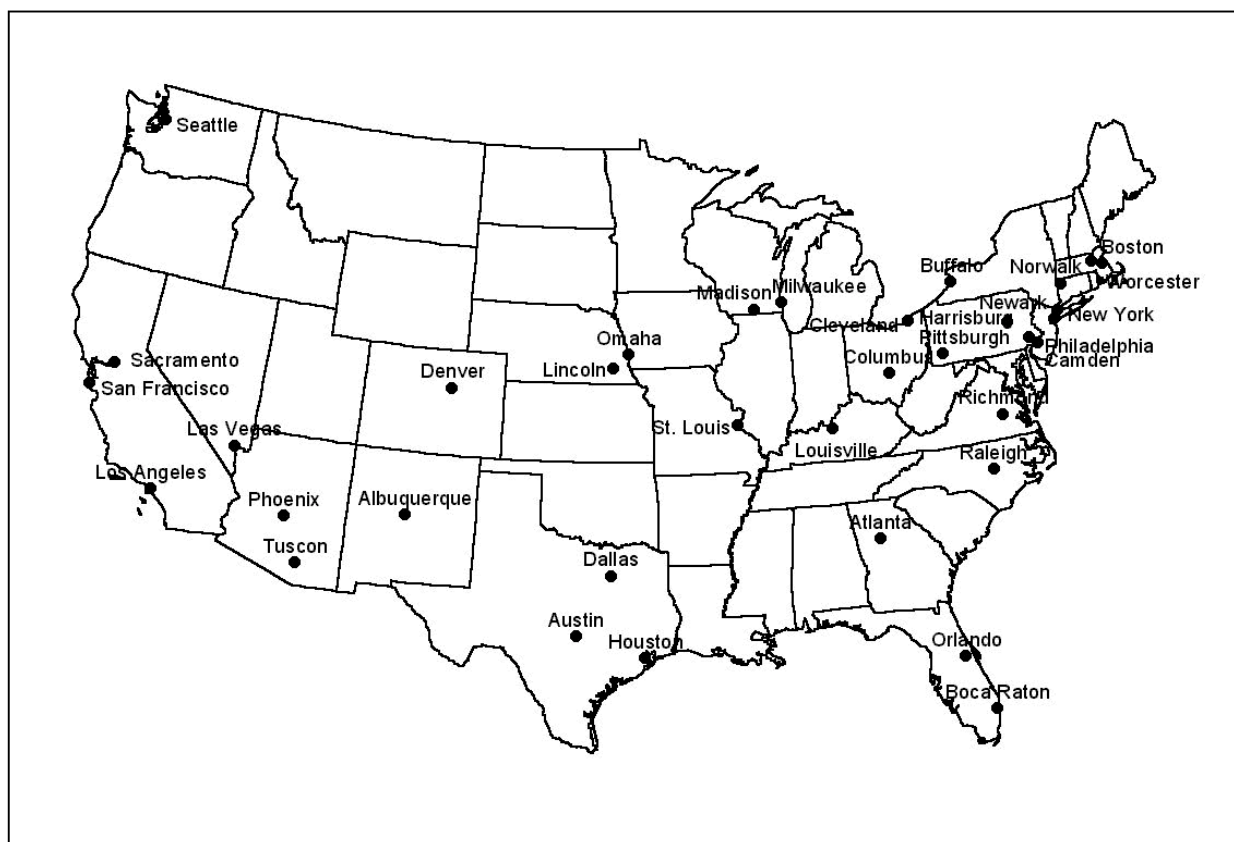 Seattle
Boston
Buffalo
Norwalk
Worcester
Madison
Milwaukee
Newark
New York
Cleveland
Harrisburg
Pittsburgh
Philadelphia
Omaha
Columbus
Camden
Sacramento
Lincoln
Denver
San Francisco
Richmond
Las Vegas
St. Louis
Louisville
Raleigh
Los Angeles
Phoenix
Albuquerque
Atlanta
Tuscon
Dallas
Austin
Houston
Orlando
Boca Raton